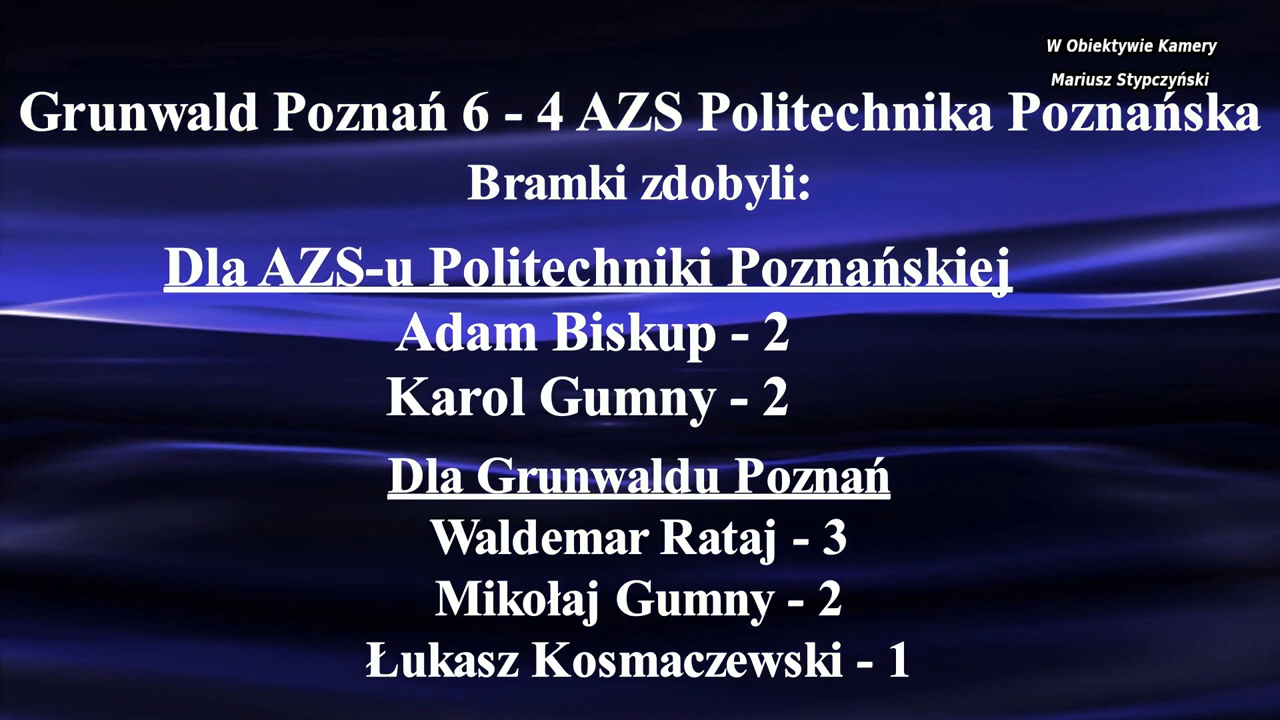 W Obiektywie Kamery
Mariusz Stypczyński
Grunwald Poznań 6 - 4 AZS Politechnika Poznańska
Bramki zdobyli:
Dla AZS-u Politechniki Poznańskiej
Adam Biskup - 2
Karol Gumny - 2
Dla Grunwaldu Poznań
Waldemar Rataj - 3
Mikołaj Gumny - 2
Łukasz Kosmaczewski - 1